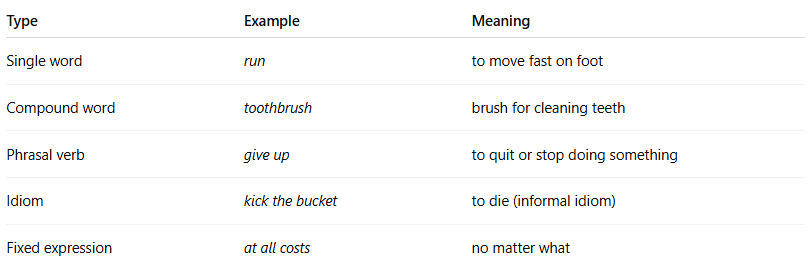 Type Example Meaning
Single word run to move fast on foot
Compound word toothbrush brush for cleaning teeth
Phrasal verb give up to quit or stop doing something
Idiom kick the bucket to die (informal idiom)
Fixed expression at all costs no matter what